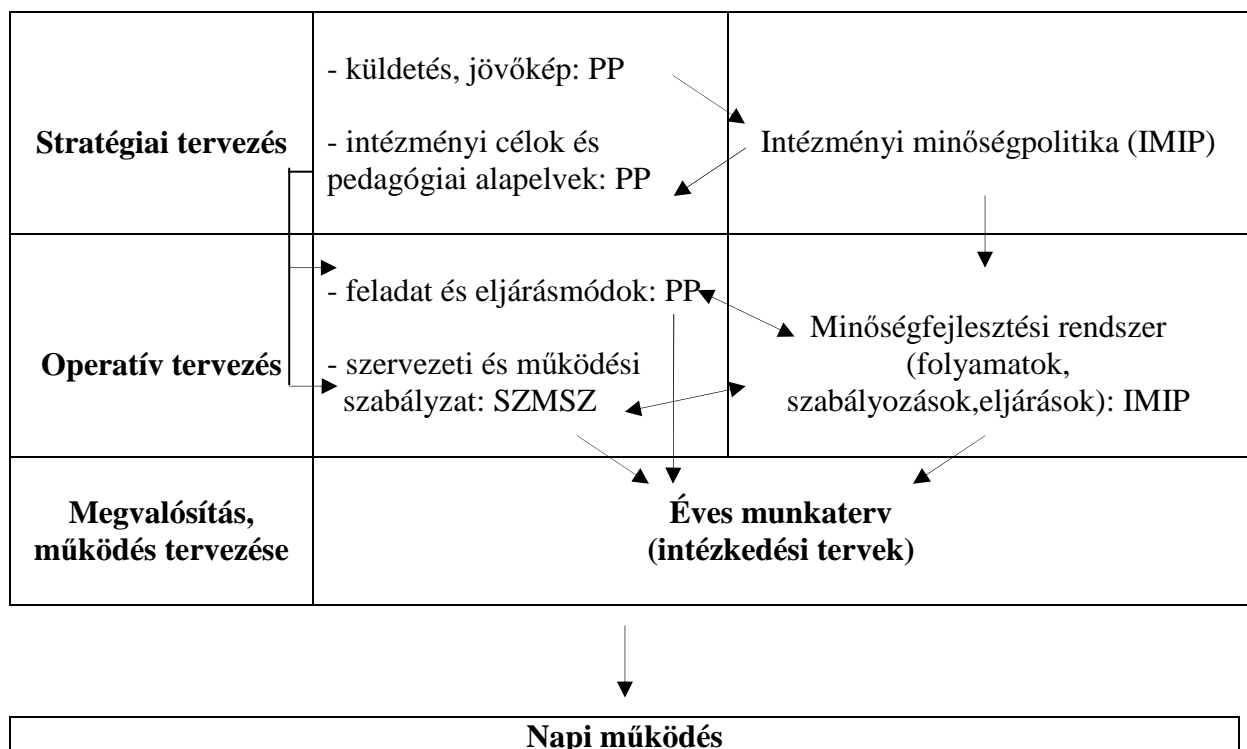 Stratégiai tervezés
- küldetés, jövőkép: PP
- intézményi célok és
pedagógiai alapelvek: PP
Intézményi minőségpolitika (IMIP)
Operatív tervezés
- feladat és eljárásmódok: PP
- szervezeti és működési
szabályzat: SZMSZ
Minőségfejlesztési rendszer
(folyamatok,
szabályozások,eljárások): IMIP
Megvalósítás,
működés tervezése
Éves munkaterv
(intézkedési tervek)
Napi működés